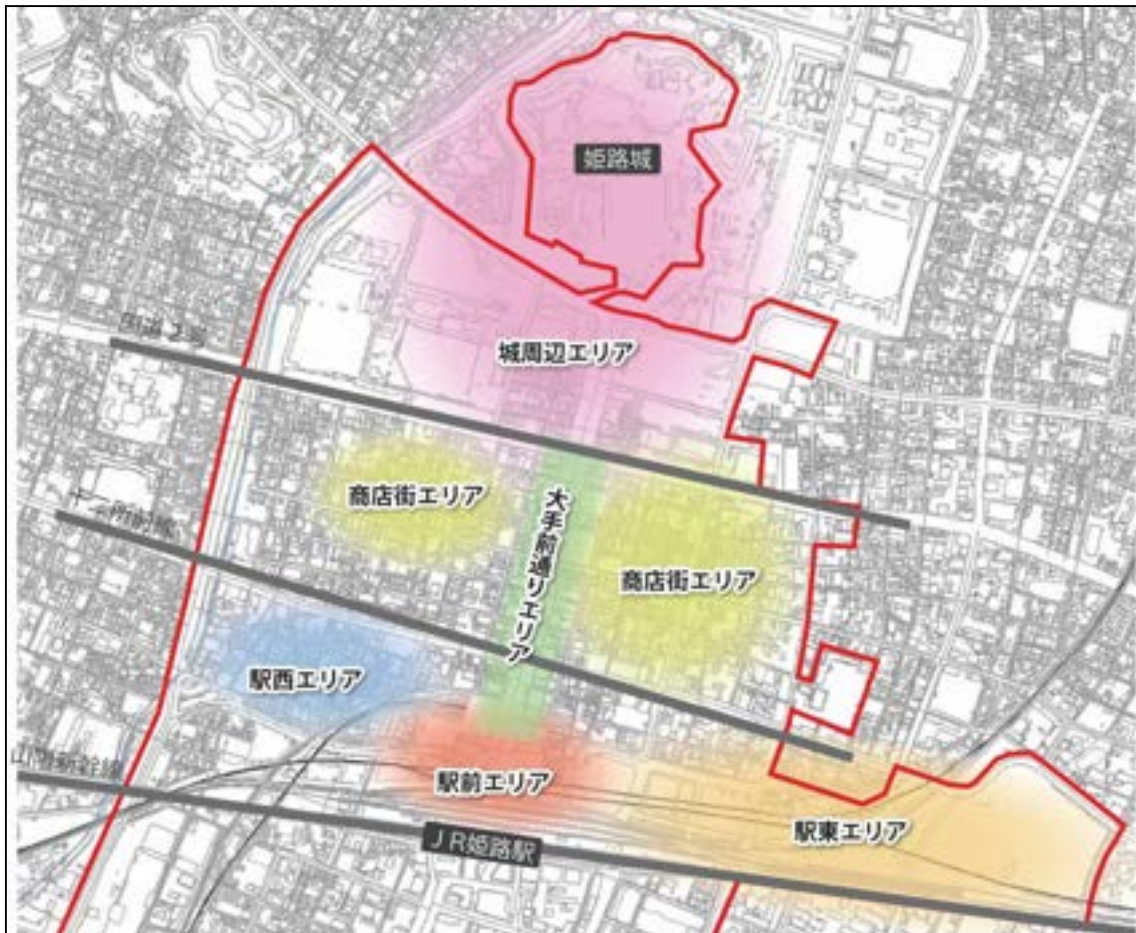 姫路城
城周辺エリア
国道2号
商店街エリア
大手前通りエリア
十二所前線
商店街エリア
駅西エリア
山陽新幹線
駅前エリア
駅東エリア
JR姫路駅